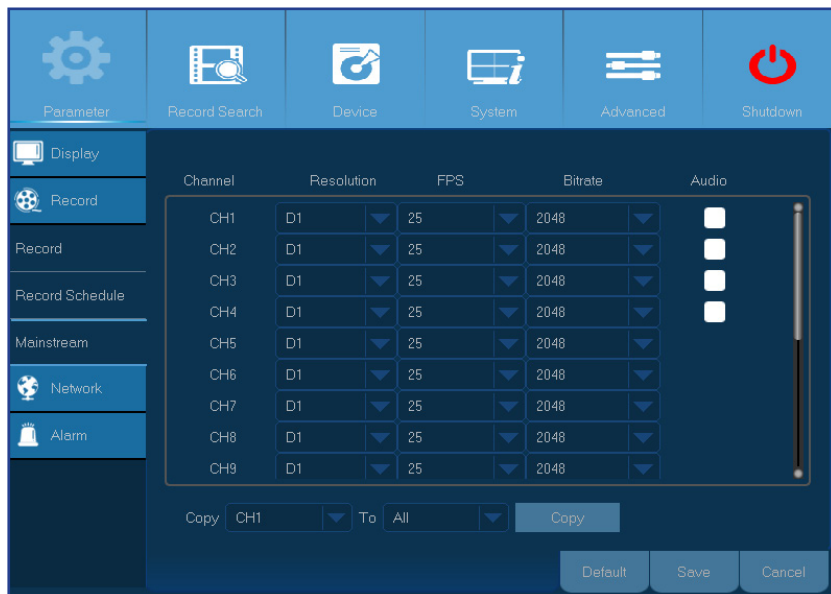 Parameter Record Search Device System Advanced Shutdown
Display
Record
Record
Record Schedule
Mainstream
Network
Alarm
Channel Resolution FPS Bitrate Audio
CH1 D1 25 2048
CH2 D1 25 2048
CH3 D1 25 2048
CH4 D1 25 2048
CH5 D1 25 2048
CH6 D1 25 2048
CH7 D1 25 2048
CH8 D1 25 2048
CH9 D1 25 2048
Copy CH1 To All Copy
Default Save Cancel